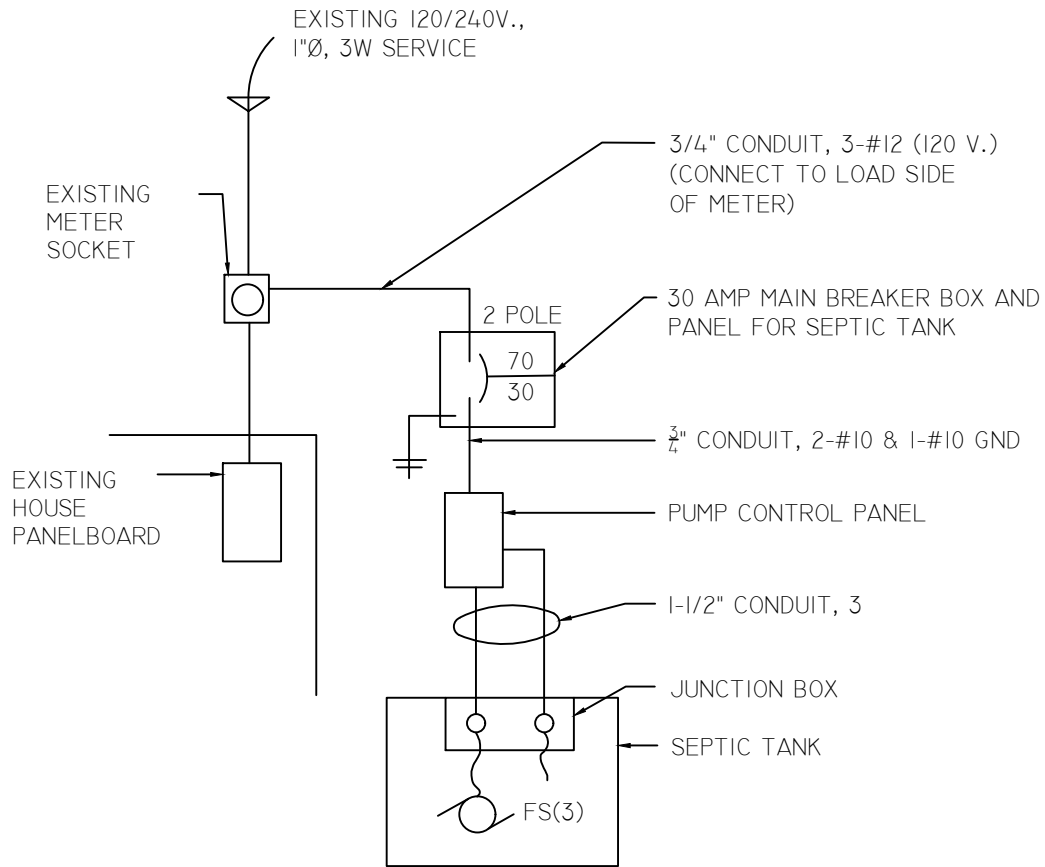 EXISTING 120/240V.,
1"Ø, 3W SERVICE
3/4" CONDUIT, 3-#12 (120 V.)
(CONNECT TO LOAD SIDE
OF METER)
EXISTING
METER
SOCKET
30 AMP MAIN BREAKER BOX AND
PANEL FOR SEPTIC TANK
2 POLE
70
30
3/4" CONDUIT, 2-#10 & 1-#10 GND
EXISTING
HOUSE
PANELBOARD
PUMP CONTROL PANEL
1-1/2" CONDUIT, 3
JUNCTION BOX
SEPTIC TANK
FS(3)